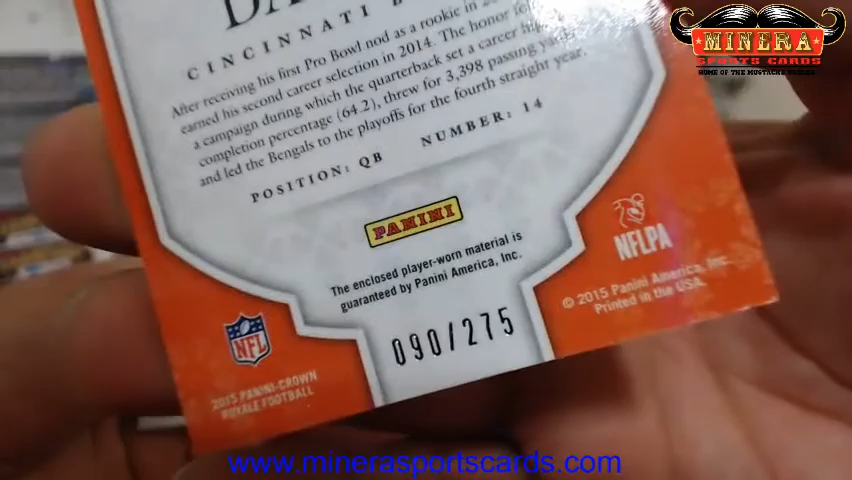 CINCINNATI
After receiving his first Pro Bowl nod as a rookie in
earned his second career selection in 2014. The honor
a campaign during which the quarterback set a career
completion percentage (64.2), threw for 3,398 passing
and led the Bengals to the playoffs for the fourth straight year.
POSITION: QB NUMBER: 14
PANINI
The enclosed player-worn material is
guaranteed by Panini America, Inc.
090/275
NFL
2015 PANINI-CROWN
ROYALE FOOTBALL
NFLPA
© 2015 Panini America, Inc.
Printed in the USA.
MINERA
SPORTS CARDS
HOME OF THE MUSTACHE
www.minerasportscards.com